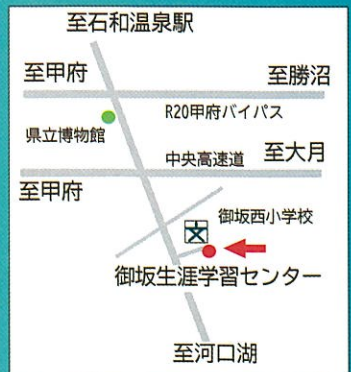 至石和温泉駅
至甲府
至勝沼
R20甲府バイパス
県立博物館
中央高速道
至大月
至甲府
御坂西小学校
文
御坂生涯学習センター
至河口湖